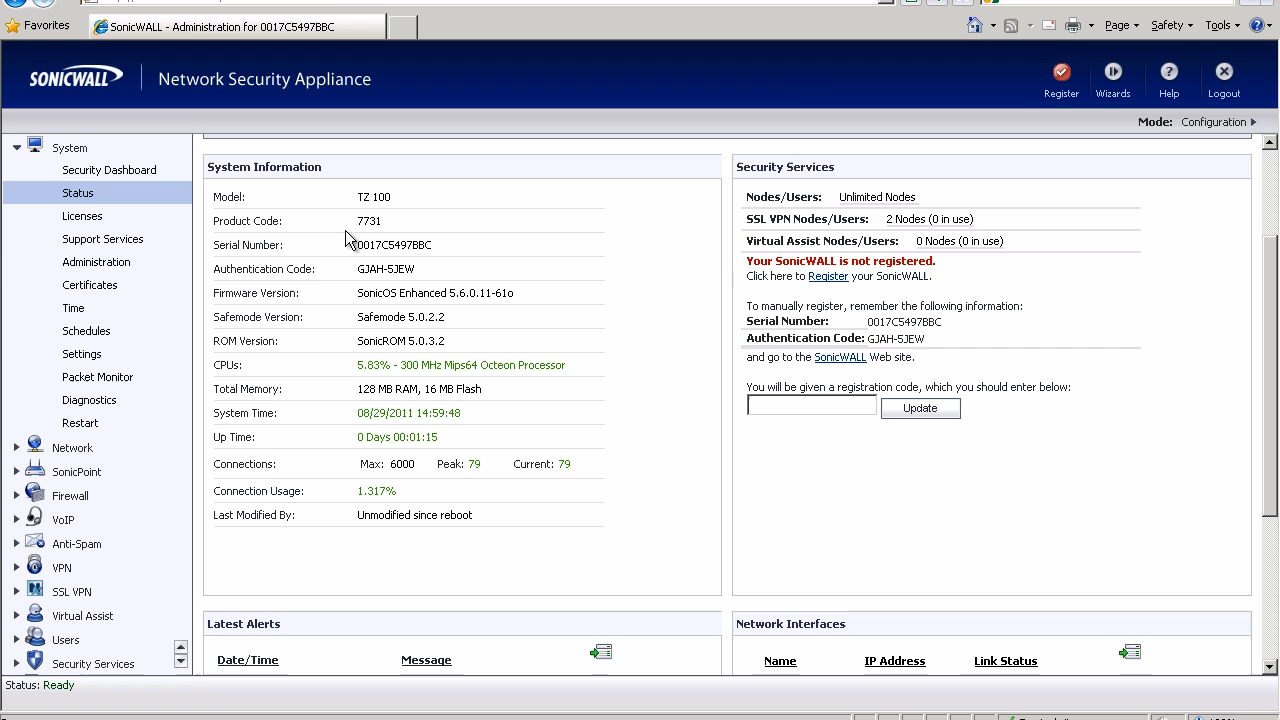 Favorites
SonicWALL - Administration for 0017C5497BBC
Page
Safety
Tools
SONICWALL
Network Security Appliance
Register
Wizards
Help
Logout
Mode: Configuration
System
Security Dashboard
Status
Licenses
Support Services
Administration
Certificates
Time
Schedules
Settings
Packet Monitor
Diagnostics
Restart
Network
SonicPoint
Firewall
VoIP
Anti-Spam
VPN
SSL VPN
Virtual Assist
Users
Security Services
System Information
Model: TZ 100
Product Code: 7731
Serial Number: 0017C5497BBC
Authentication Code: GJAH-5JEW
Firmware Version: SonicOS Enhanced 5.6.0.11-61o
Safemode Version: Safemode 5.0.2.2
ROM Version: SonicROM 5.0.3.2
CPUs: 5.83% - 300 MHz Mips64 Octeon Processor
Total Memory: 128 MB RAM, 16 MB Flash
System Time: 08/29/2011 14:59:48
Up Time: 0 Days 00:01:15
Connections: Max: 6000 Peak: 79 Current: 79
Connection Usage: 1.317%
Last Modified By: Unmodified since reboot
Security Services
Nodes/Users: Unlimited Nodes
SSL VPN Nodes/Users: 2 Nodes (0 in use)
Virtual Assist Nodes/Users: 0 Nodes (0 in use)
Your SonicWALL is not registered.
Click here to Register your SonicWALL.
To manually register, remember the following information:
Serial Number: 0017C5497BBC
Authentication Code: GJAH-5JEW
and go to the SonicWALL Web site.
You will be given a registration code, which you should enter below:
Update
Latest Alerts
Date/Time Message
Network Interfaces
Name IP Address Link Status
Status: Ready